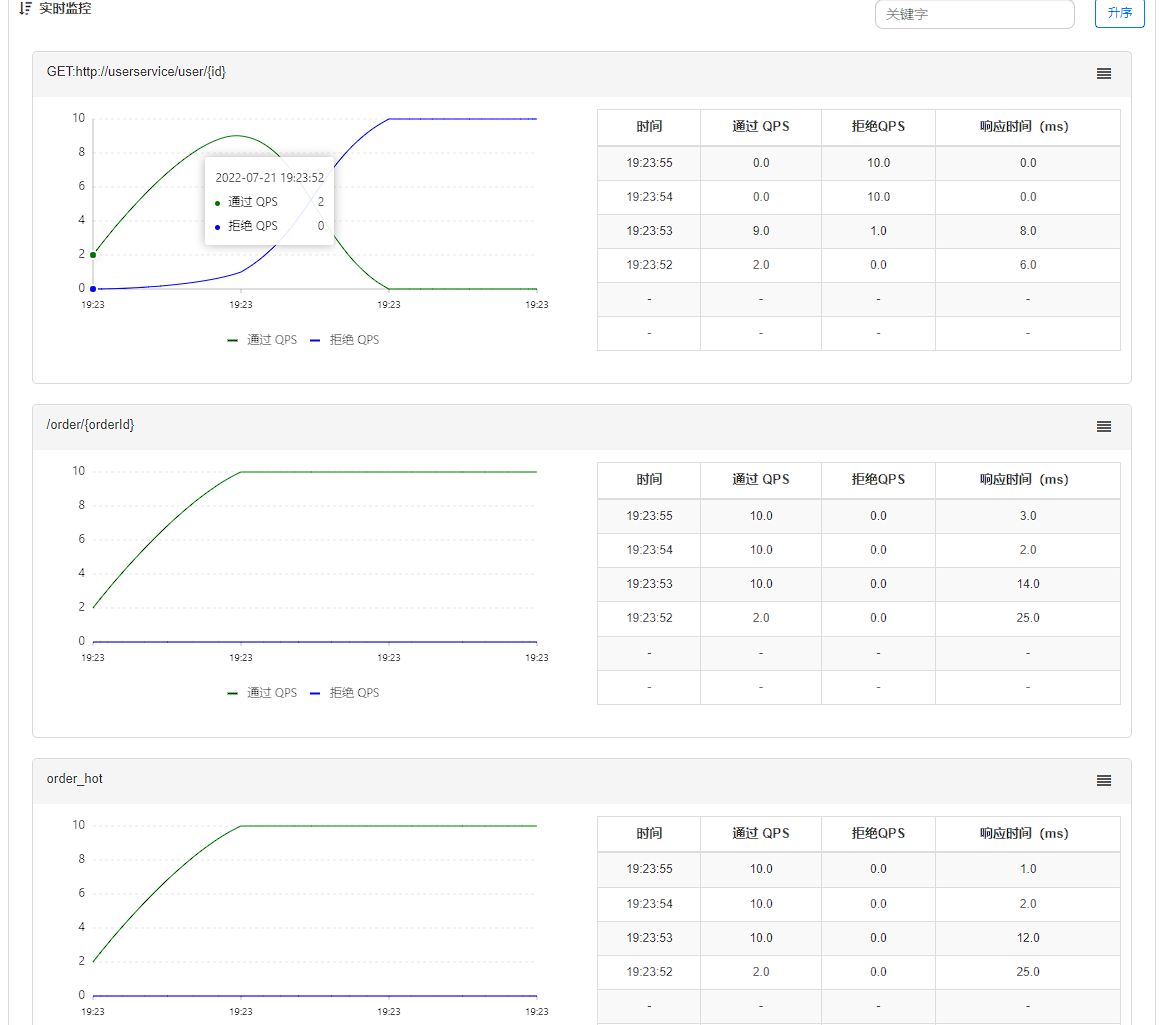 实时监控
关键字
升序
GET:http://userservice/user/{id}
10
8
6
4
2
0
19:23 19:23 19:23 19:23
2022-07-21 19:23:52
通过 QPS 2
拒绝 QPS 0
通过 QPS 拒绝 QPS
时间 通过 QPS 拒绝QPS 响应时间（ms）
19:23:55 0.0 10.0 0.0
19:23:54 0.0 10.0 0.0
19:23:53 9.0 1.0 8.0
19:23:52 2.0 0.0 6.0
- - - -
- - - -
/order/{orderId}
10
8
6
4
2
0
19:23 19:23 19:23 19:23
通过 QPS 拒绝 QPS
时间 通过 QPS 拒绝QPS 响应时间（ms）
19:23:55 10.0 0.0 3.0
19:23:54 10.0 0.0 2.0
19:23:53 10.0 0.0 14.0
19:23:52 2.0 0.0 25.0
- - - -
- - - -
order_hot
10
8
6
4
2
0
19:23 19:23 19:23 19:23
时间 通过 QPS 拒绝QPS 响应时间（ms）
19:23:55 10.0 0.0 1.0
19:23:54 10.0 0.0 2.0
19:23:53 10.0 0.0 12.0
19:23:52 2.0 0.0 25.0
- - - -